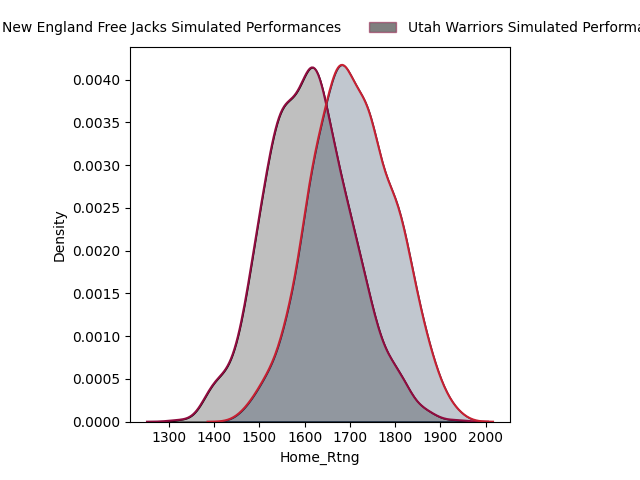 New England Free Jacks Simulated Performances
Utah Warriors Simulated
Density
0.0040
0.0035
0.0030
0.0025
0.0020
0.0015
0.0010
0.0005
0.0000
1300 1400 1500 1600 1700 1800 1900 2000
Home_Rtng